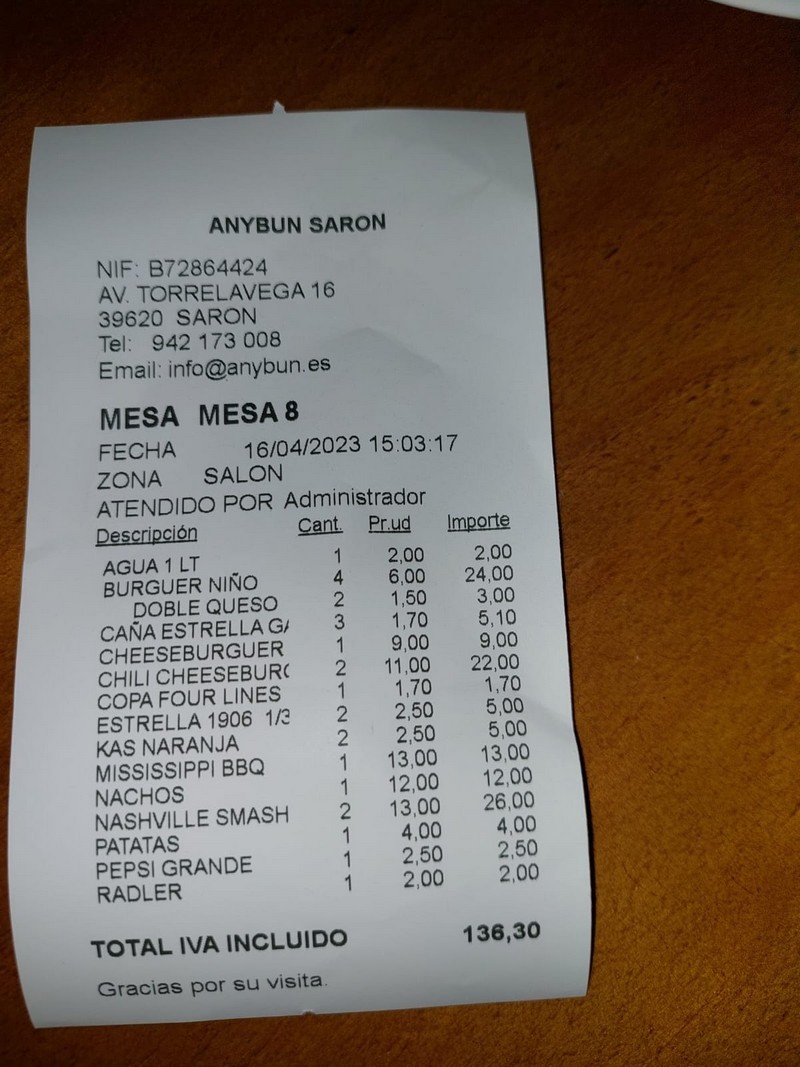 ANYBUN SARON
NIF: B72864424
AV. TORRELAVEGA 16
39620 SARON
Tel: 942 173 008
Email: info@anybun.es
MESA MESA 8
FECHA 16/04/2023 15:03:17
ZONA SALON
ATENDIDO POR Administrador
Descripción Cant. Pr.ud Importe
AGUA 1 LT 1 2,00 2,00
BURGUER NIÑO 4 6,00 24,00
DOBLE QUESO 2 1,50 3,00
CAÑA ESTRELLA GA 3 1,70 5,10
CHEESEBURGUER 1 9,00 9,00
CHILI CHEESEBURG 2 11,00 22,00
COPA FOUR LINES 1 1,70 1,70
ESTRELLA 1906 1/3 2 2,50 5,00
KAS NARANJA 2 2,50 5,00
MISSISSIPPI BBQ 1 13,00 13,00
NACHOS 1 12,00 12,00
NASHVILLE SMASH 2 13,00 26,00
PATATAS 1 4,00 4,00
PEPSI GRANDE 1 2,50 2,50
RADLER 1 2,00 2,00
TOTAL IVA INCLUIDO 136,30
Gracias por su visita.